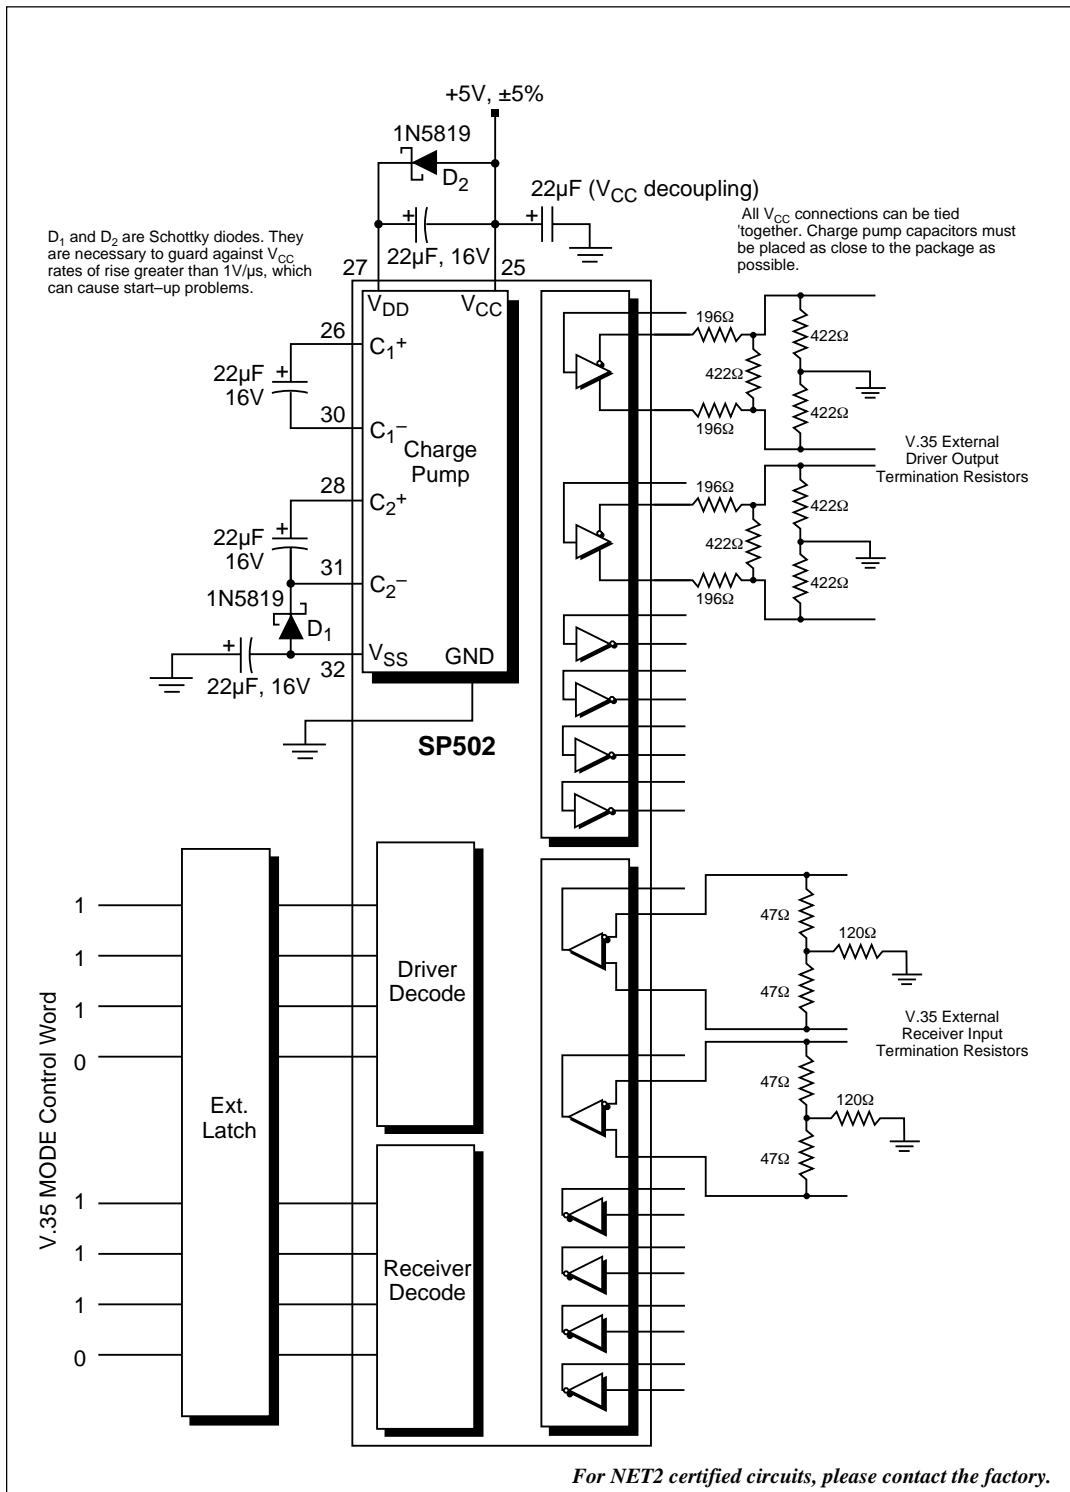 +5V, ±5%
1N5819
D2
22µF (VCC decoupling)
+
+
22µF, 16V
D1 and D2 are Schottky diodes. They
are necessary to guard against VCC
rates of rise greater than 1V/µs, which
can cause start–up problems.
All VCC connections can be tied
'together. Charge pump capacitors must
be placed as close to the package as
possible.
27
25
VDD
VCC
26
C1+
+
22µF
16V
30
C1–
Charge
Pump
28
C2+
+
22µF
16V
31
C2–
1N5819
D1
+
VSS
GND
32
22µF, 16V
SP502
196Ω
422Ω
422Ω
422Ω
196Ω
V.35 External
Driver Output
Termination Resistors
196Ω
422Ω
422Ω
422Ω
196Ω
V.35 MODE Control Word
1
1
1
0
1
1
1
0
Ext.
Latch
Driver
Decode
Receiver
Decode
47Ω
120Ω
47Ω
V.35 External
Receiver Input
Termination Resistors
47Ω
120Ω
47Ω
For NET2 certified circuits, please contact the factory.